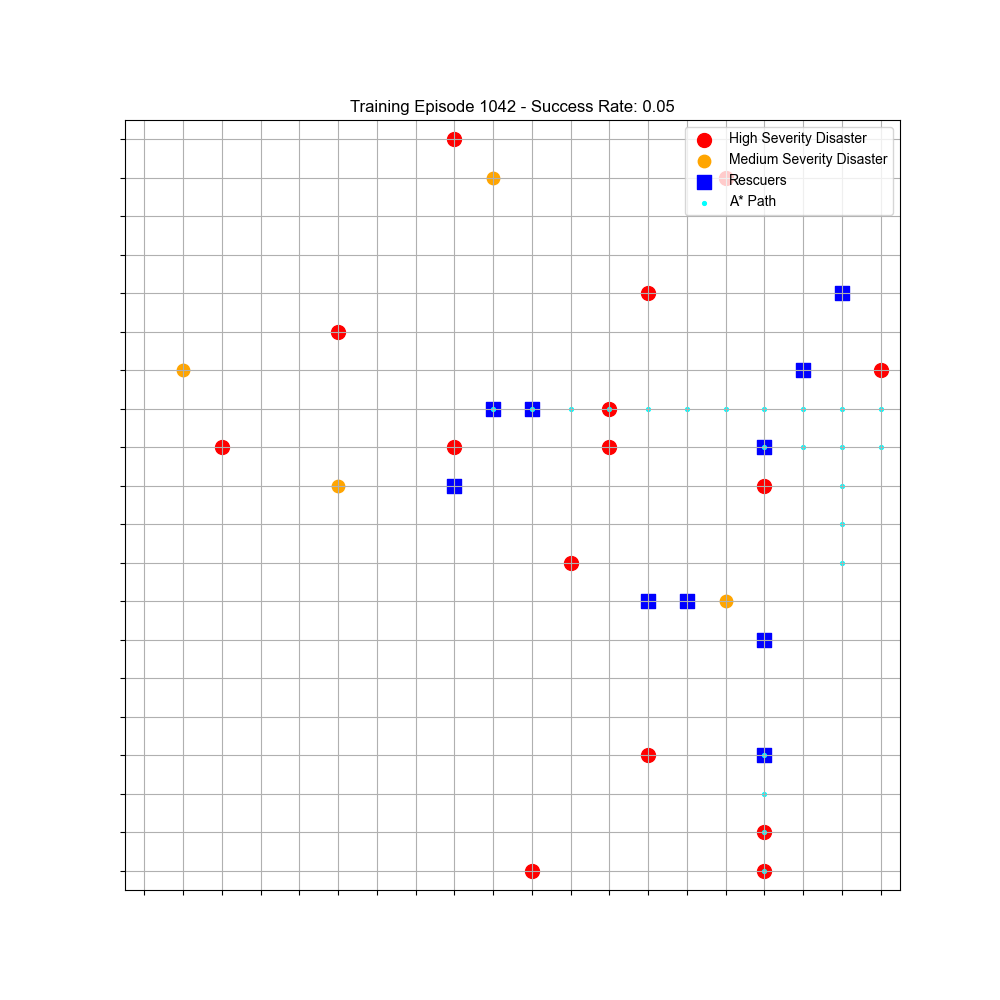 Training Episode 1042 - Success Rate: 0.05
High Severity Disaster
Medium Severity Disaster
Rescuers
A* Path